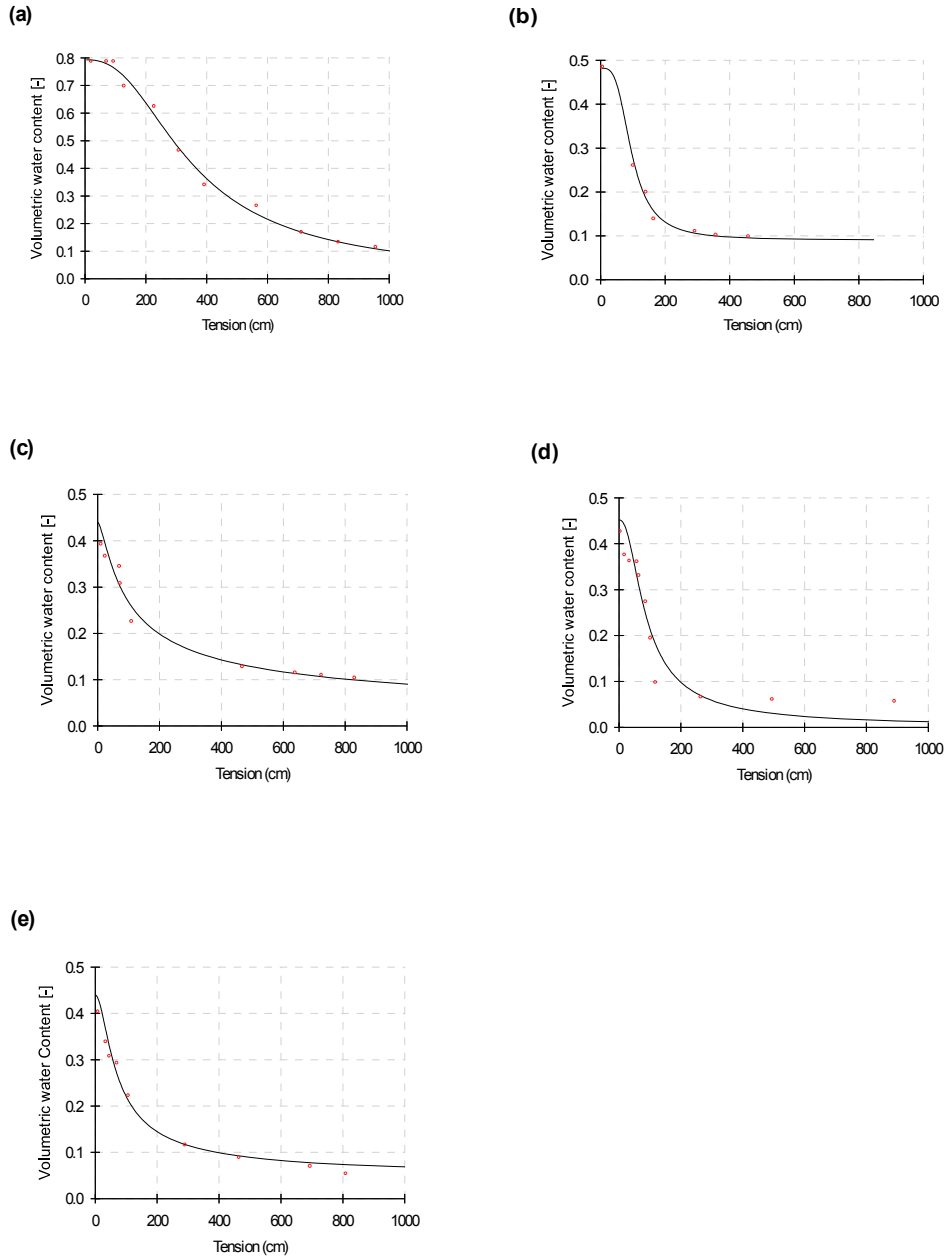 (a)
0.8
0.7
0.6
0.5
0.4
0.3
0.2
0.1
0.0
Volumetric water content [-]
0 200 400 600 800 1000
Tension (cm)
(b)
0.5
0.4
0.3
0.2
0.1
0.0
Volumetric water content [-]
0 200 400 600 800 1000
Tension (cm)
(c)
0.5
0.4
0.3
0.2
0.1
0.0
Volumetric water content [-]
0 200 400 600 800 1000
Tension (cm)
(d)
0.5
0.4
0.3
0.2
0.1
0.0
Volumetric water content [-]
0 200 400 600 800 1000
Tension (cm)
(e)
0.5
0.4
0.3
0.2
0.1
0.0
Volumetric water Content [-]
0 200 400 600 800 1000
Tension (cm)